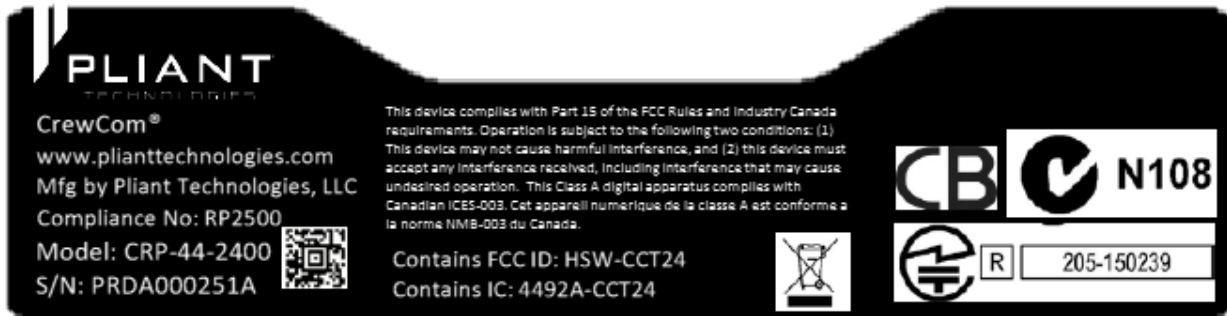 PLIANT
TECHNOLOGIES
CrewCom®
www.plianttechnologies.com
Mfg by Pliant Technologies, LLC
Compliance No: RP2500
Model: CRP-44-2400
S/N: PRDA000251A
This device complies with Part 15 of the FCC Rules and Industry Canada
requirements. Operation is subject to the following two conditions: (1)
This device may not cause harmful interference, and (2) this device must
accept any interference received, including interference that may cause
undesired operation. This Class A digital apparatus complies with
Canadian ICES-003. Cet appareil numerique de la classe A est conforme a
la norme NMB-003 du Canada.
Contains FCC ID: HSW-CCT24
Contains IC: 4492A-CCT24
CB
N108
R 205-150239